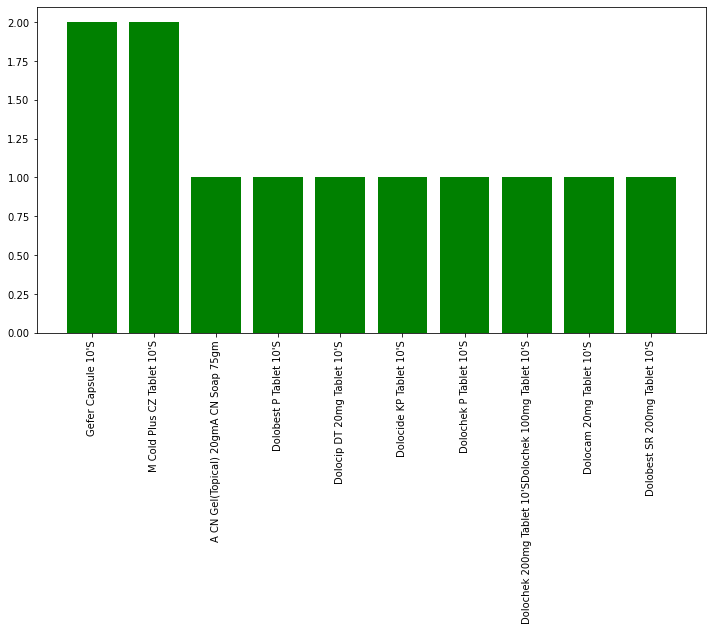 2.00
1.75
1.50
1.25
1.00
0.75
0.50
0.25
0.00
Gefer Capsule 10'S
M Cold Plus CZ Tablet 10'S
A CN Gel(Topical) 20gmA CN Soap 75gm
Dolobest P Tablet 10'S
Dolocip DT 20mg Tablet 10'S
Dolocide KP Tablet 10'S
Dolochek P Tablet 10'S
Dolochek 200mg Tablet 10'SDolochek 100mg Tablet 10'S
Dolocam 20mg Tablet 10'S
Dolobest SR 200mg Tablet 10'S